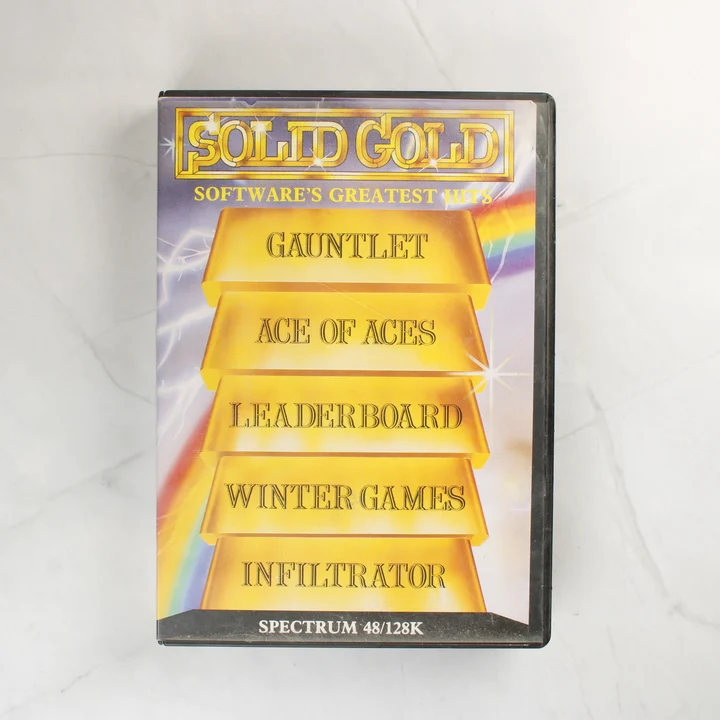 SOLID GOLD
SOFTWARE'S GREATEST HITS
GAUNTLET
ACE OF ACES
LEADERBOARD
WINTER GAMES
INFILTRATOR
SPECTRUM 48/128K